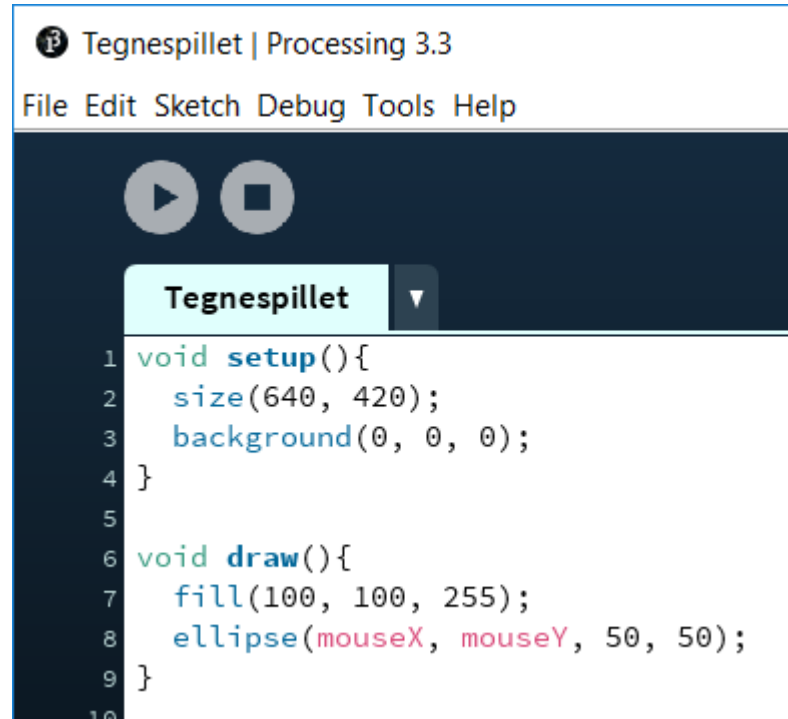 Tegnespillet | Processing 3.3
File Edit Sketch Debug Tools Help
Tegnespillet
1 void setup(){
2   size(640, 420);
3   background(0, 0, 0);
4 }
5
6 void draw(){
7   fill(100, 100, 255);
8   ellipse(mouseX, mouseY, 50, 50);
9 }
10